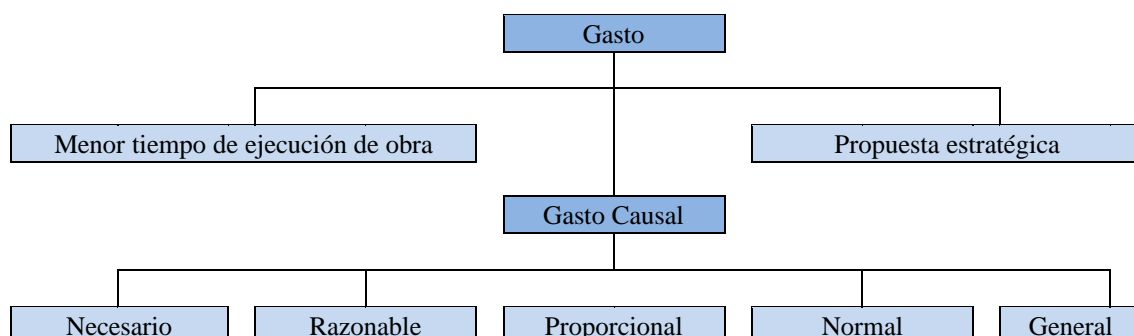 Gasto
Menor tiempo de ejecución de obra
Propuesta estratégica
Gasto Causal
Necesario
Razonable
Proporcional
Normal
General